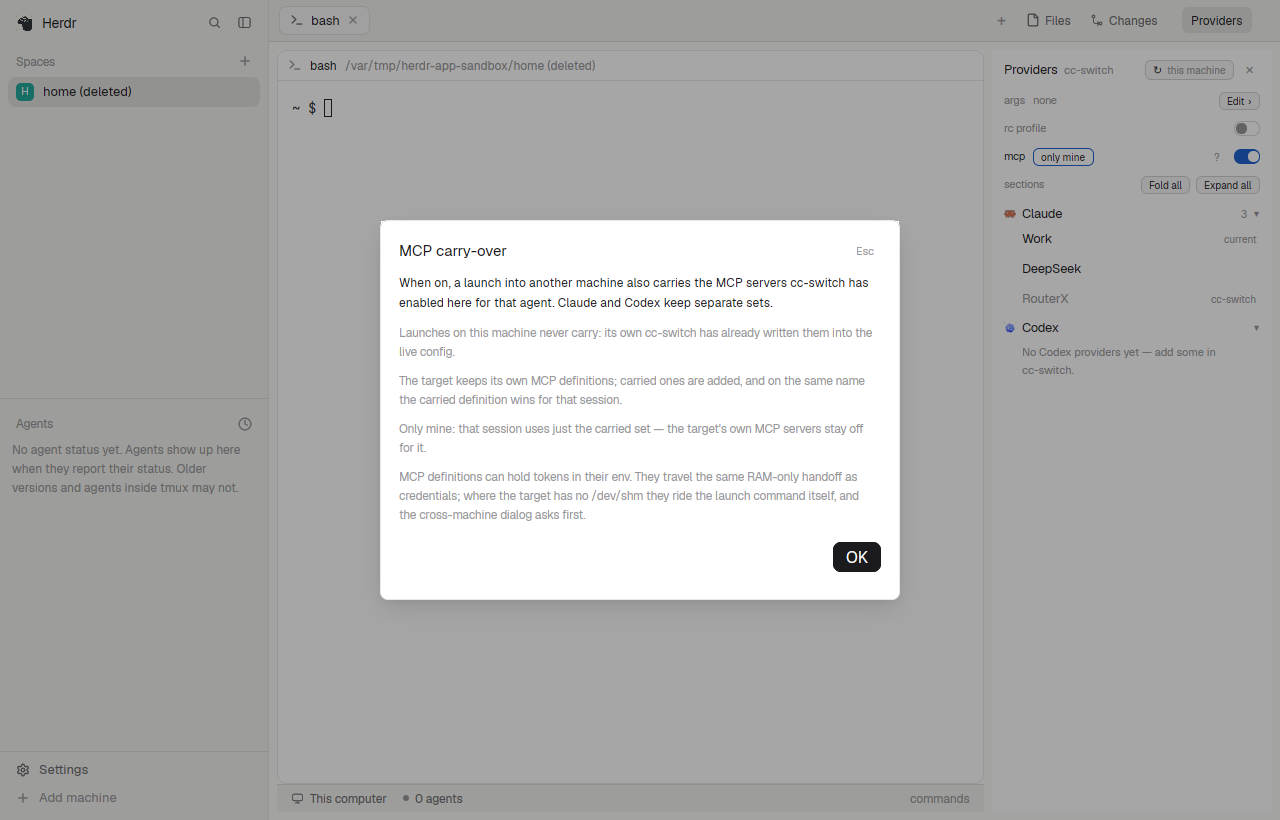 Herdr
Spaces
H
home (deleted)
Agents
No agent status yet. Agents show up here
when they report their status. Older
versions and agents inside tmux may not.
Settings
Add machine
bash
Files
Changes
Providers
bash /var/tmp/herdr-app-sandbox/home (deleted)
~ $
MCP carry-over
Esc
When on, a launch into another machine also carries the MCP servers cc-switch has
enabled here for that agent. Claude and Codex keep separate sets.
Launches on this machine never carry: its own cc-switch has already written them into the
live config.
The target keeps its own MCP definitions; carried ones are added, and on the same name
the carried definition wins for that session.
Only mine: that session uses just the carried set — the target's own MCP servers stay off
for it.
MCP definitions can hold tokens in their env. They travel the same RAM-only handoff as
credentials; where the target has no /dev/shm they ride the launch command itself, and
the cross-machine dialog asks first.
OK
This computer
0 agents
commands
Providers cc-switch
this machine
args none
Edit ›
rc profile
mcp only mine
?
sections
Fold all
Expand all
Claude
3
Work
current
DeepSeek
RouterX
cc-switch
Codex
No Codex providers yet — add some in
cc-switch.